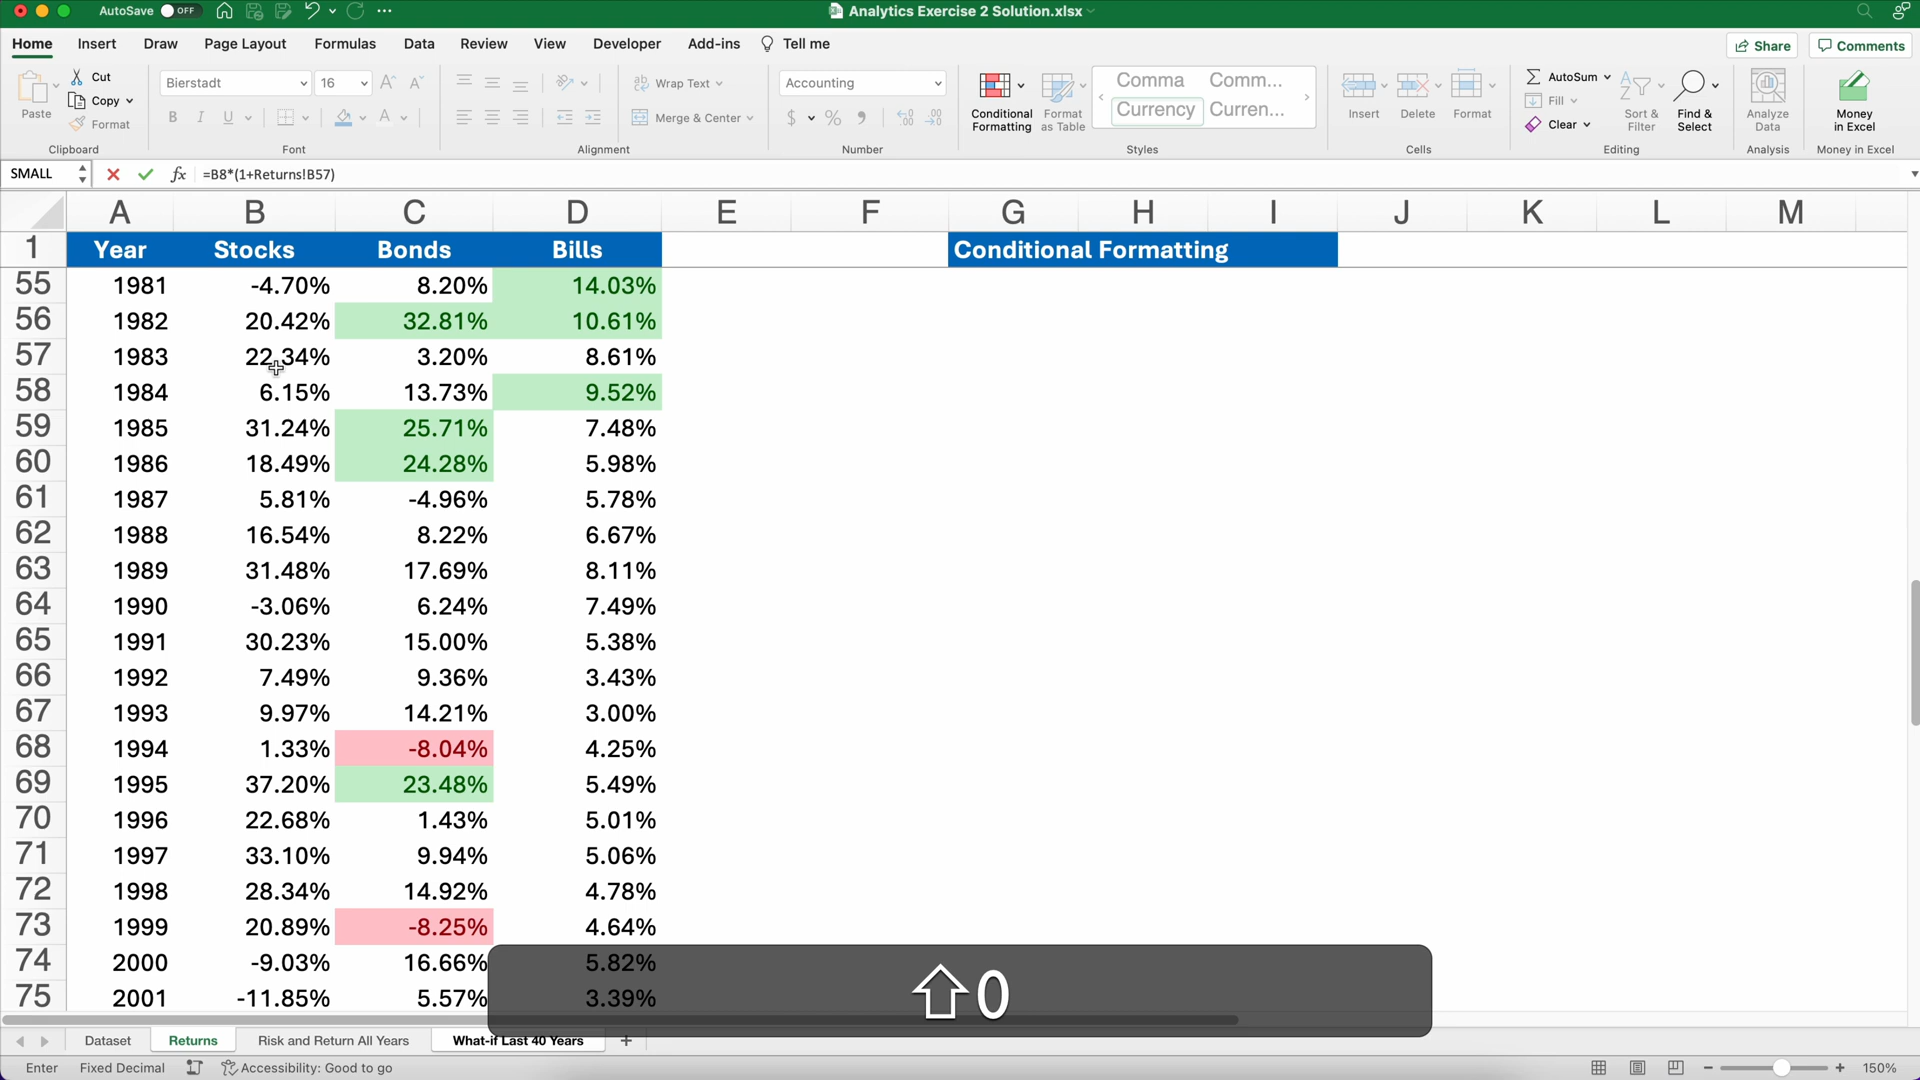 AutoSave OFF Analytics Exercise 2 Solution.xlsx
Home Insert Draw Page Layout Formulas Data Review View Developer Add-ins Tell me Share Comments
Paste Cut Copy Format
Bierstadt 16
B I U A
Wrap Text
Merge & Center
Accounting
$ %
Conditional Formatting
Format as Table
Comma Comm...
Currency Curren...
Insert Delete Format
AutoSum
Fill
Clear
Sort & Filter
Find & Select
Analyze Data
Money in Excel
Clipboard Font Alignment Number Styles Cells Editing Analysis Money in Excel
SMALL fx =B8*(1+Returns!B57)
A B C D E F G H I J K L M
1 Year Stocks Bonds Bills Conditional Formatting
55 1981 -4.70% 8.20% 14.03%
56 1982 20.42% 32.81% 10.61%
57 1983 22.34% 3.20% 8.61%
58 1984 6.15% 13.73% 9.52%
59 1985 31.24% 25.71% 7.48%
60 1986 18.49% 24.28% 5.98%
61 1987 5.81% -4.96% 5.78%
62 1988 16.54% 8.22% 6.67%
63 1989 31.48% 17.69% 8.11%
64 1990 -3.06% 6.24% 7.49%
65 1991 30.23% 15.00% 5.38%
66 1992 7.49% 9.36% 3.43%
67 1993 9.97% 14.21% 3.00%
68 1994 1.33% -8.04% 4.25%
69 1995 37.20% 23.48% 5.49%
70 1996 22.68% 1.43% 5.01%
71 1997 33.10% 9.94% 5.06%
72 1998 28.34% 14.92% 4.78%
73 1999 20.89% -8.25% 4.64%
74 2000 -9.03% 16.66% 5.82%
75 2001 -11.85% 5.57% 3.39%
⇧0
Dataset Returns Risk and Return All Years What-if Last 40 Years +
Enter Fixed Decimal Accessibility: Good to go 150%